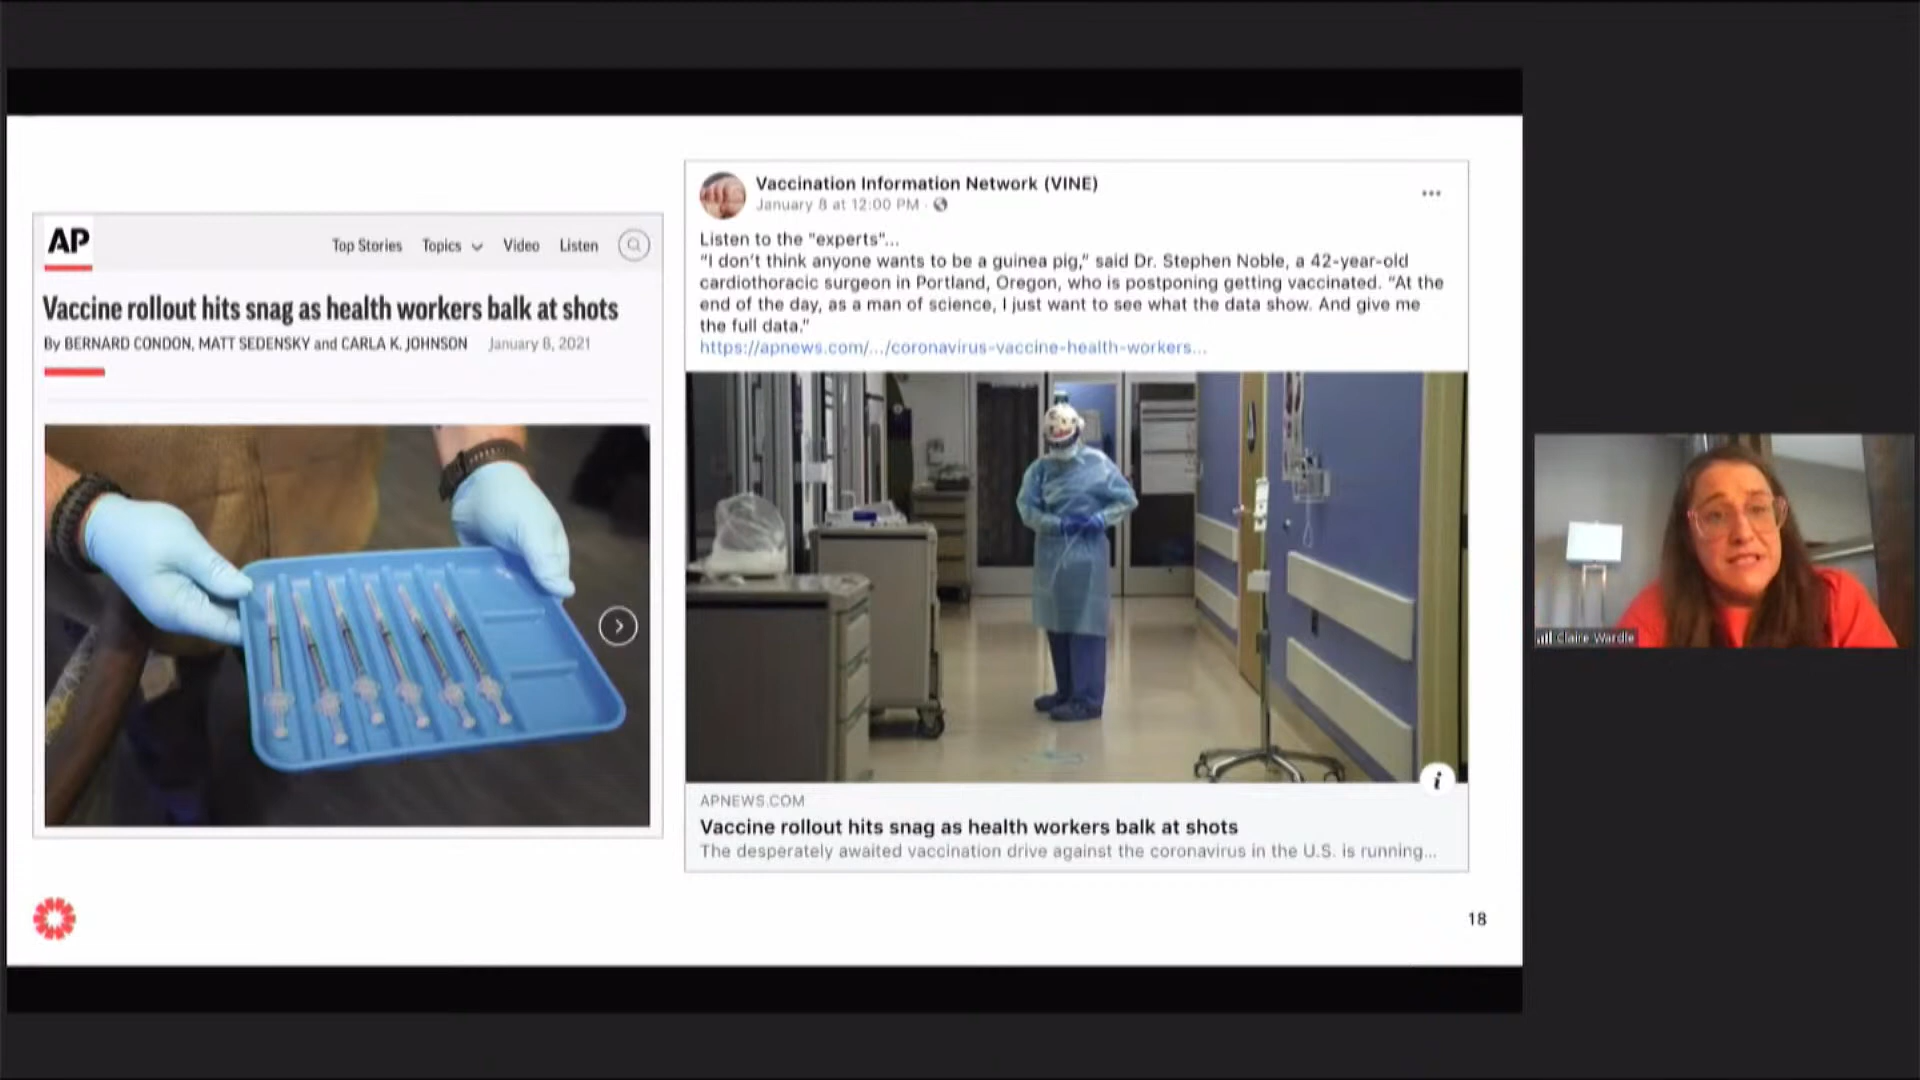 AP
Top Stories Topics Video Listen
Vaccine rollout hits snag as health workers balk at shots
By BERNARD CONDON, MATT SEDENSKY and CARLA K. JOHNSON January 8, 2021
Vaccination Information Network (VINE)
January 8 at 12:00 PM ·
Listen to the "experts"...
"I don't think anyone wants to be a guinea pig," said Dr. Stephen Noble, a 42-year-old
cardiothoracic surgeon in Portland, Oregon, who is postponing getting vaccinated. "At the
end of the day, as a man of science, I just want to see what the data show. And give me
the full data."
https://apnews.com/.../coronavirus-vaccine-health-workers...
APNEWS.COM
Vaccine rollout hits snag as health workers balk at shots
The desperately awaited vaccination drive against the coronavirus in the U.S. is running...
18
Claire Wardle